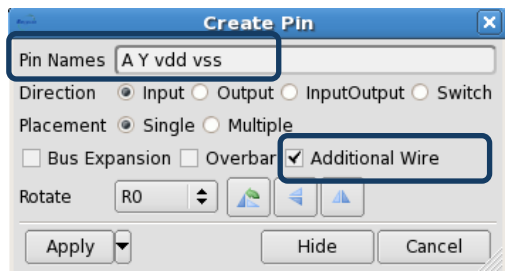 Create Pin
Pin Names A Y vdd vss
Direction Input Output InputOutput Switch
Placement Single Multiple
Bus Expansion Overbar Additional Wire
Rotate R0
Apply Hide Cancel